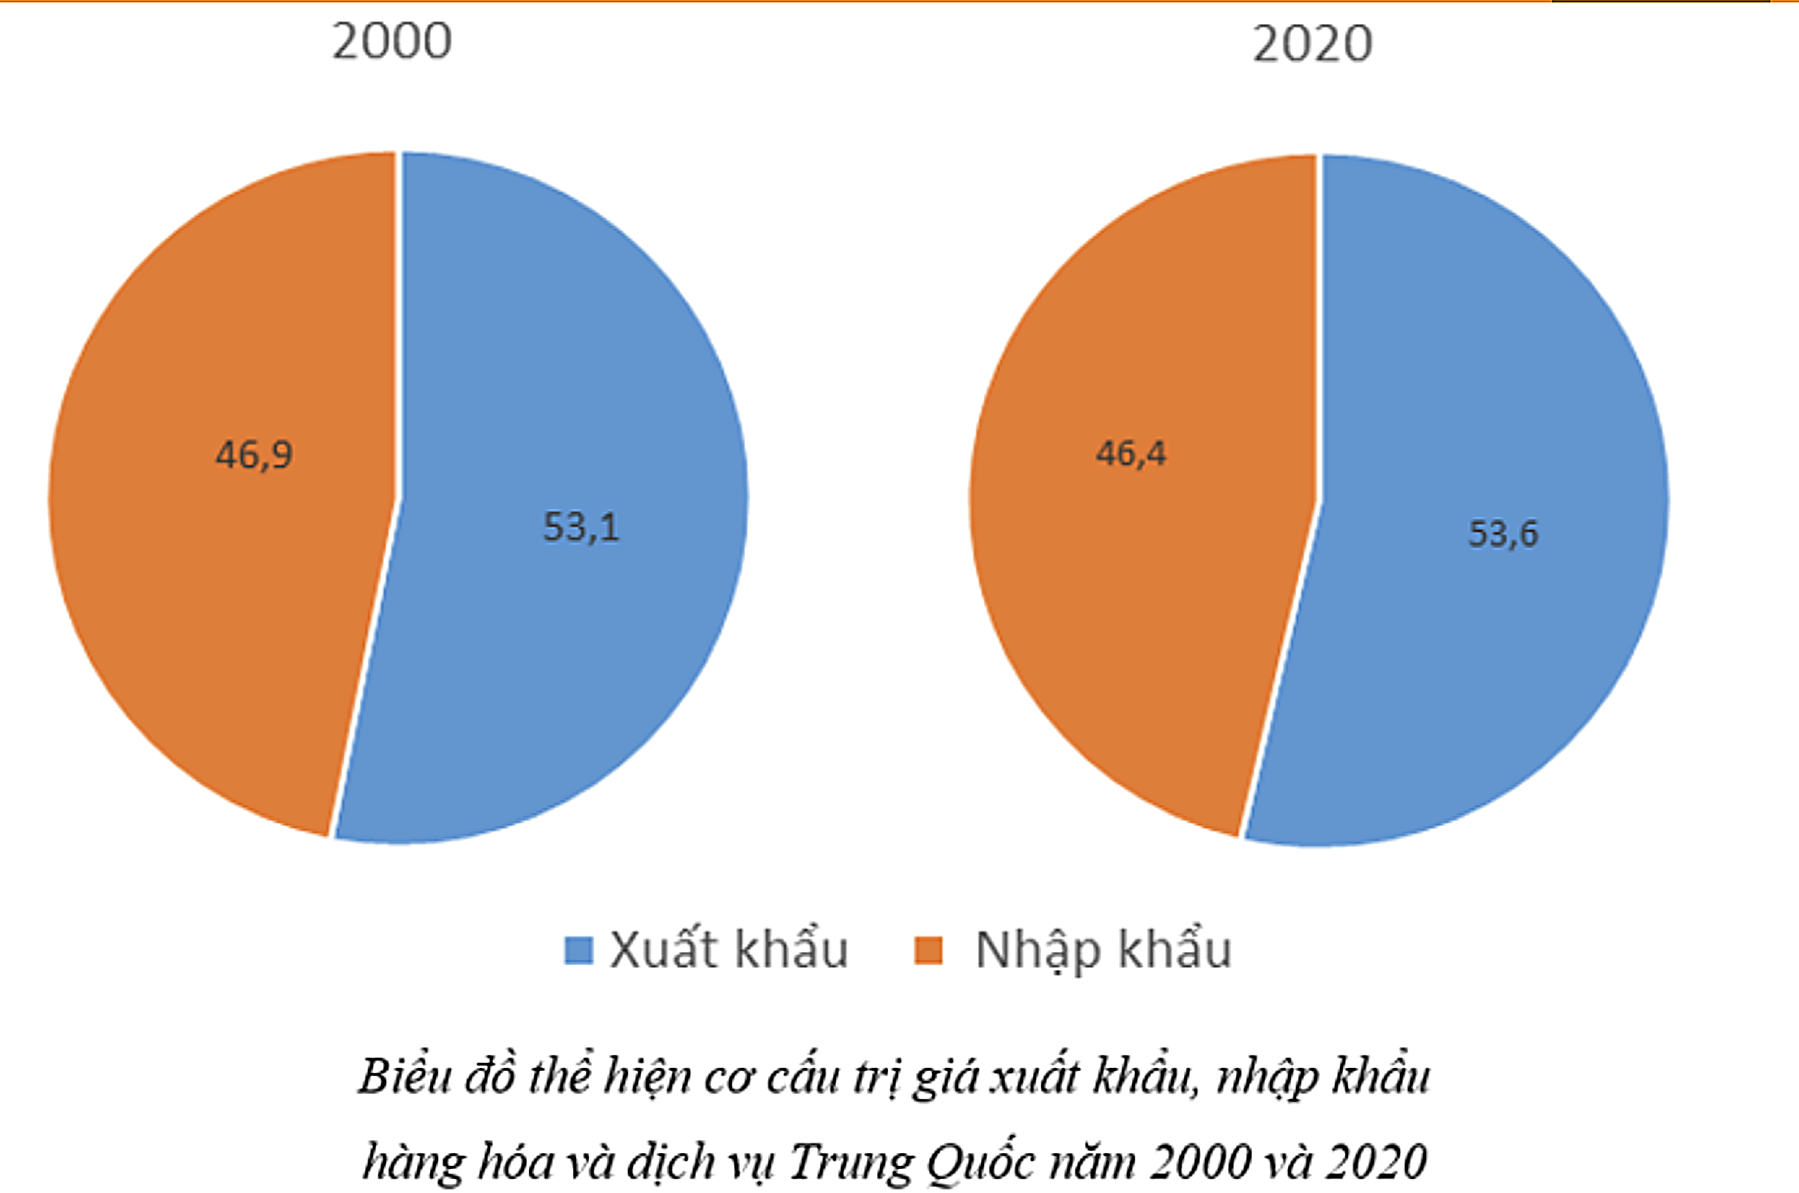 2000
2020
46,9
53,1
46,4
53,6
Xuất khẩu
Nhập khẩu
Biểu đồ thể hiện cơ cấu trị giá xuất khẩu, nhập khẩu
hàng hóa và dịch vụ Trung Quốc năm 2000 và 2020